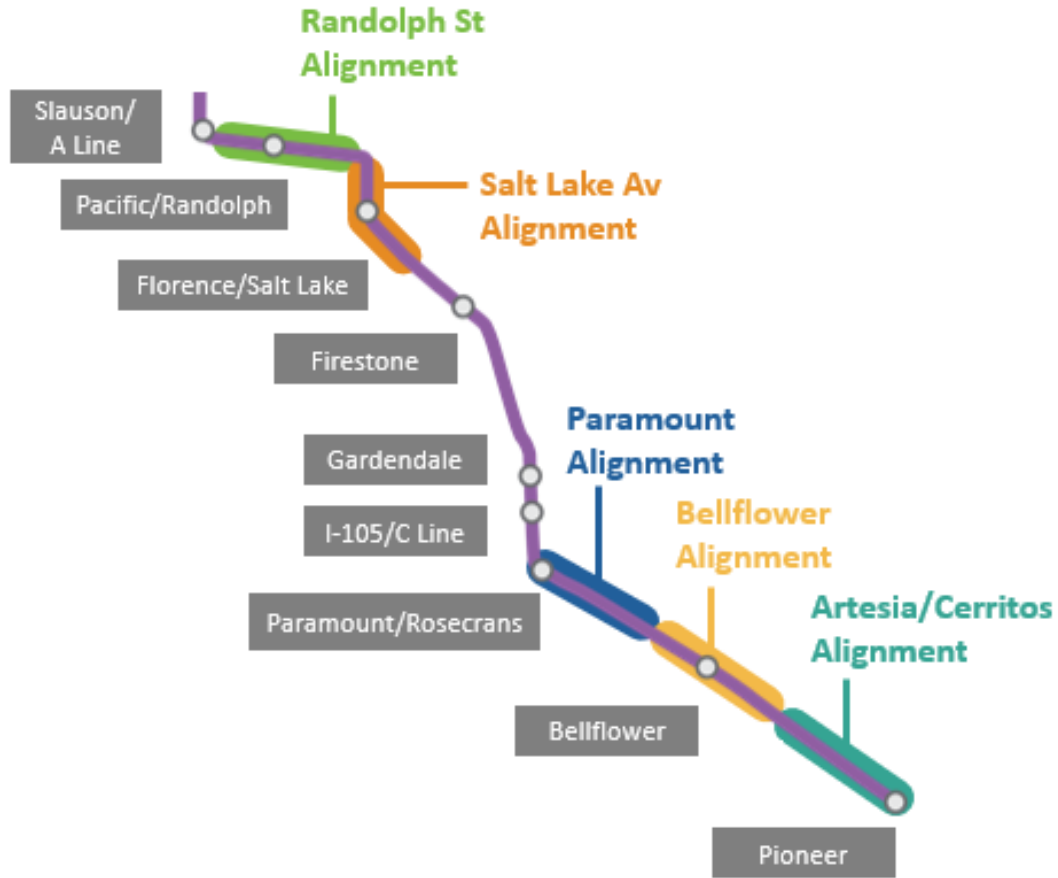 Randolph St
Alignment
Slauson/
A Line
Salt Lake Av
Alignment
Pacific/Randolph
Florence/Salt Lake
Firestone
Paramount
Alignment
Gardendale
Bellflower
Alignment
I-105/C Line
Artesia/Cerritos
Alignment
Paramount/Rosecrans
Bellflower
Pioneer